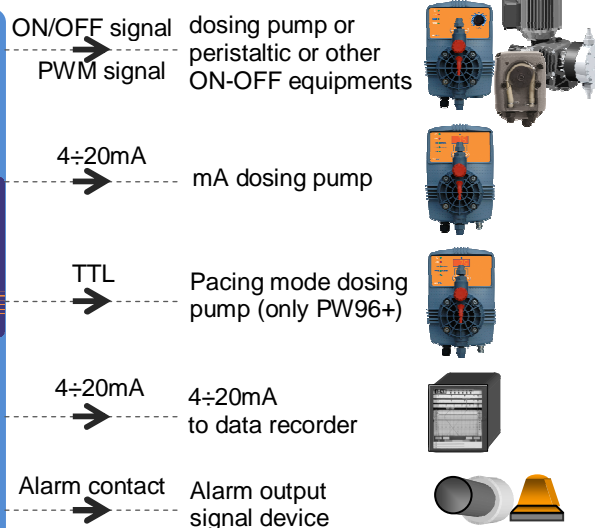 ON/OFF signal
PWM signal
dosing pump or
peristaltic or other
ON-OFF equipments
4÷20mA
mA dosing pump
TTL
Pacing mode dosing
pump (only PW96+)
4÷20mA
4÷20mA
to data recorder
Alarm contact
Alarm output
signal device